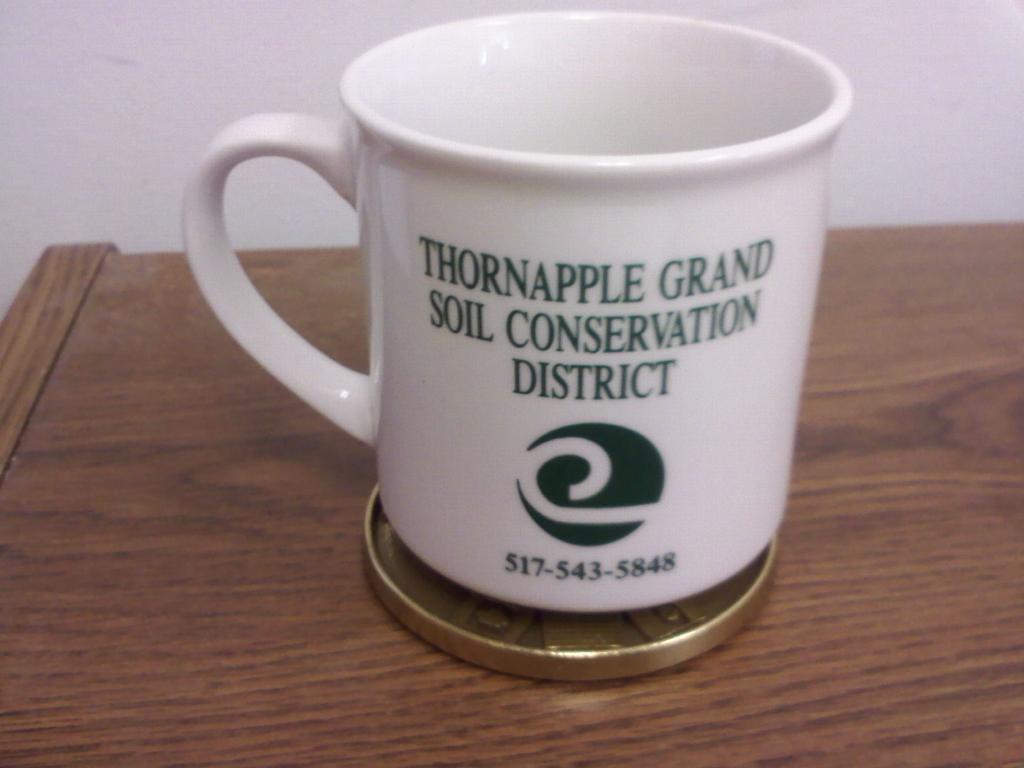 THORNAPPLE GRAND
SOIL CONSERVATION
DISTRICT
517-543-5848